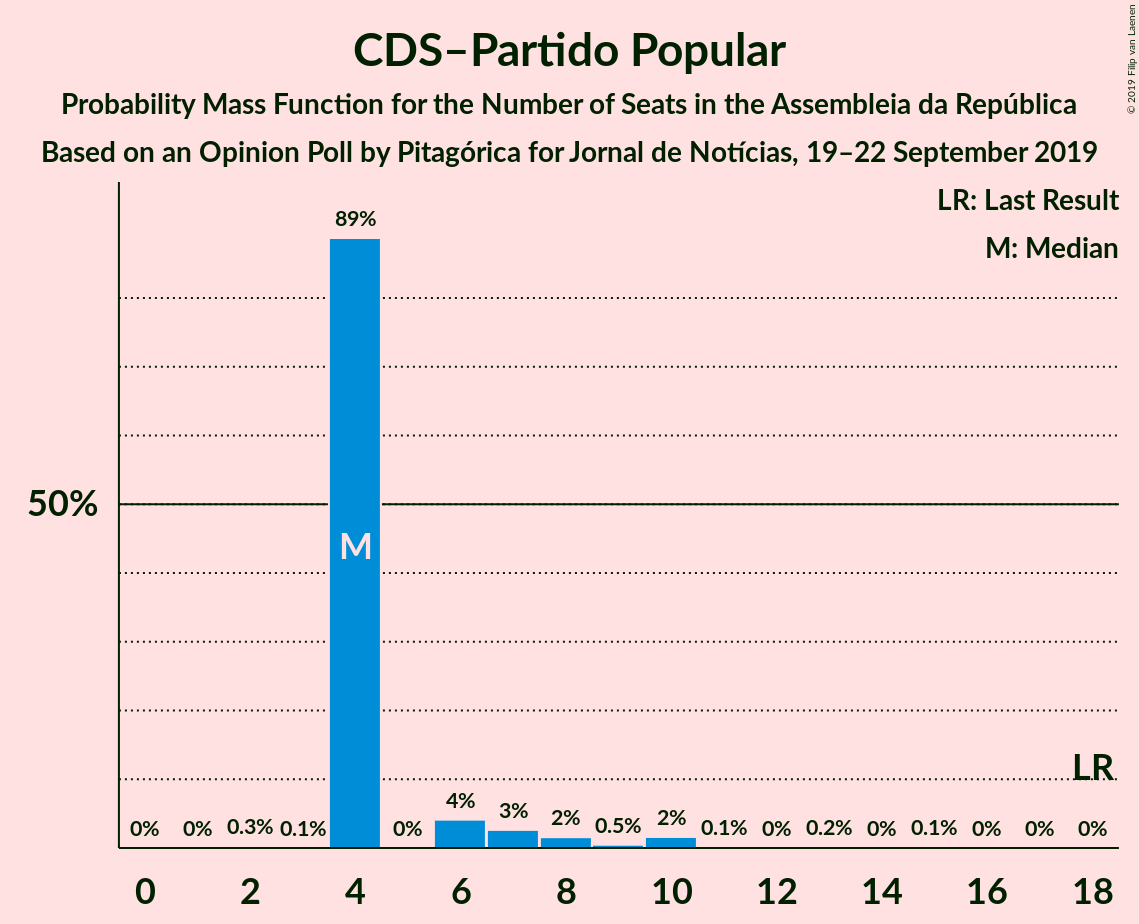 CDS–Partido Popular
Probability Mass Function for the Number of Seats in the Assembleia da República
Based on an Opinion Poll by Pitagórica for Jornal de Notícias, 19–22 September 2019
© 2019 Filip van Laenen
LR: Last Result
M: Median
89%
50%
M
LR
0% 0% 0.3% 0.1% 0% 4% 3% 2% 0.5% 2% 0.1% 0% 0.2% 0% 0.1% 0% 0% 0%
0 2 4 6 8 10 12 14 16 18